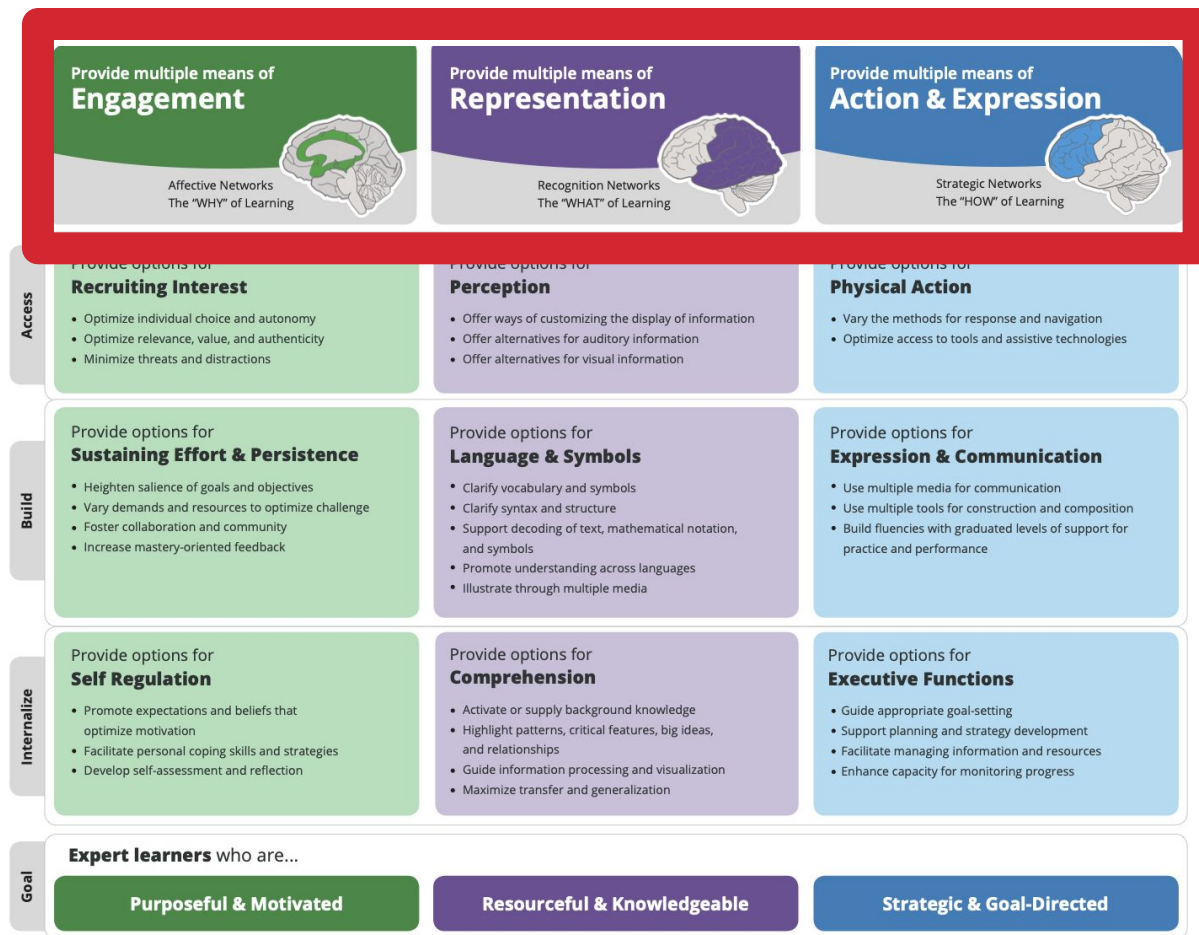 Provide multiple means of
Engagement
Affective Networks
The “WHY” of Learning
Provide multiple means of
Representation
Recognition Networks
The “WHAT” of Learning
Provide multiple means of
Action & Expression
Strategic Networks
The “HOW” of Learning
Access
Provide options for
Recruiting Interest
• Optimize individual choice and autonomy
• Optimize relevance, value, and authenticity
• Minimize threats and distractions
Provide options for
Perception
• Offer ways of customizing the display of information
• Offer alternatives for auditory information
• Offer alternatives for visual information
Provide options for
Physical Action
• Vary the methods for response and navigation
• Optimize access to tools and assistive technologies
Build
Provide options for
Sustaining Effort & Persistence
• Heighten salience of goals and objectives
• Vary demands and resources to optimize challenge
• Foster collaboration and community
• Increase mastery-oriented feedback
Provide options for
Language & Symbols
• Clarify vocabulary and symbols
• Clarify syntax and structure
• Support decoding of text, mathematical notation,
and symbols
• Promote understanding across languages
• Illustrate through multiple media
Provide options for
Expression & Communication
• Use multiple media for communication
• Use multiple tools for construction and composition
• Build fluencies with graduated levels of support for
practice and performance
Internalize
Provide options for
Self Regulation
• Promote expectations and beliefs that
optimize motivation
• Facilitate personal coping skills and strategies
• Develop self-assessment and reflection
Provide options for
Comprehension
• Activate or supply background knowledge
• Highlight patterns, critical features, big ideas,
and relationships
• Guide information processing and visualization
• Maximize transfer and generalization
Provide options for
Executive Functions
• Guide appropriate goal-setting
• Support planning and strategy development
• Facilitate managing information and resources
• Enhance capacity for monitoring progress
Goal
Expert learners who are...
Purposeful & Motivated
Resourceful & Knowledgeable
Strategic & Goal-Directed